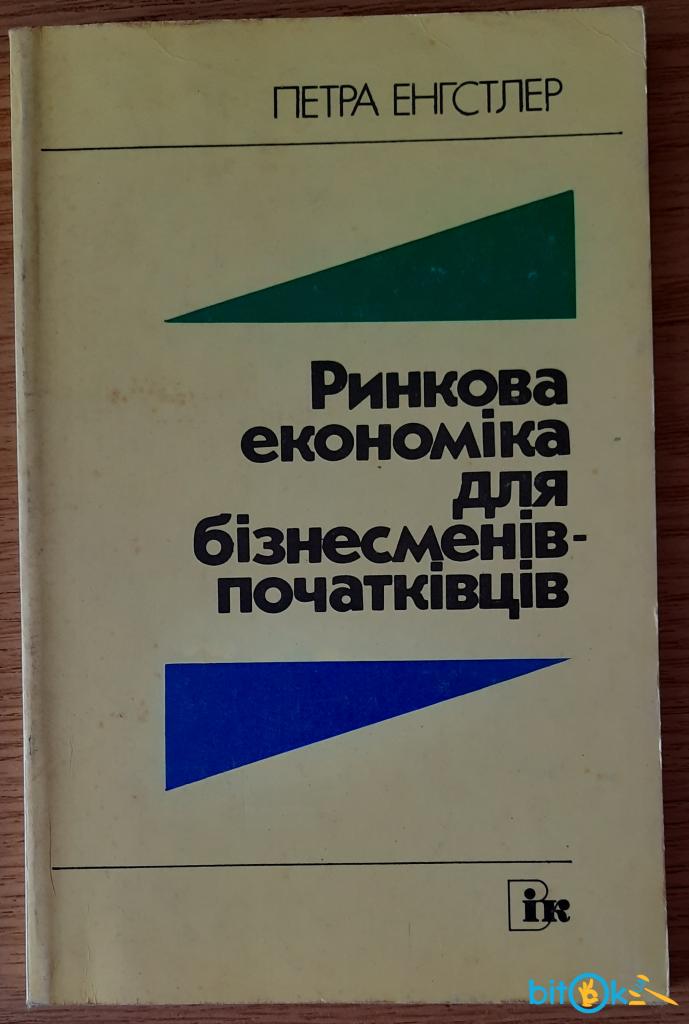 ПЕТРА ЕНГСТЛЕР
Ринкова
економіка
для
бізнесменів-
початківців
Вік
bitok